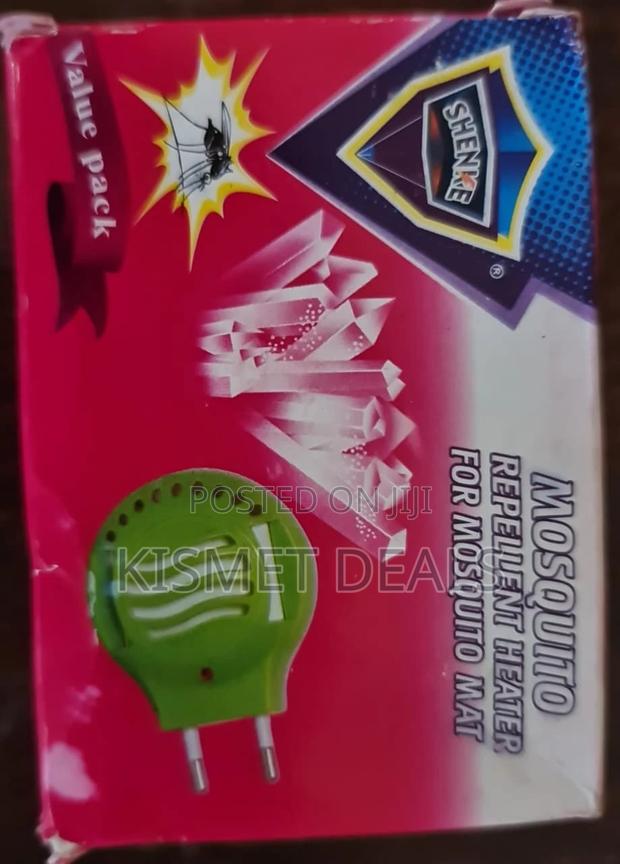 Value pack
SHENKE
®
MOSQUITO
REPELLENT HEATER
FOR MOSQUITO MAT
POSTED ON JIJI
KISMET DEALS